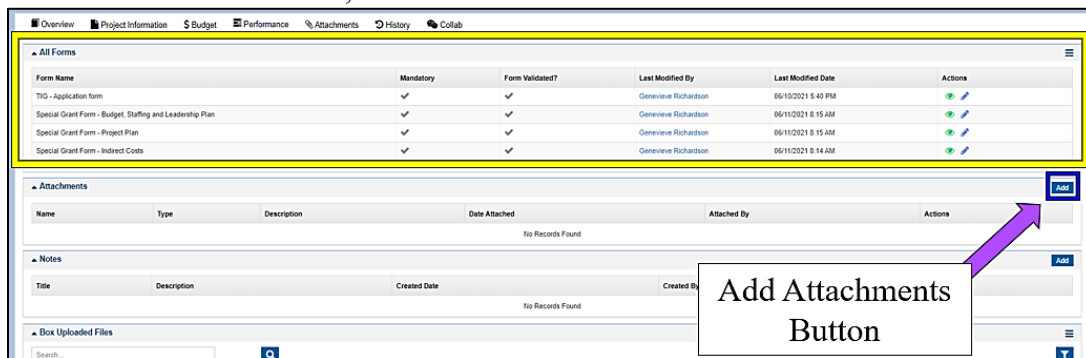 Overview Project Information $ Budget Performance Attachments History Collab
All Forms
Form Name Mandatory Form Validated? Last Modified By Last Modified Date Actions
TIG - Application form Genevieve Richardson 06/10/2021 5:40 PM
Special Grant Form - Budget, Staffing and Leadership Plan Genevieve Richardson 06/11/2021 8:15 AM
Special Grant Form - Project Plan Genevieve Richardson 06/11/2021 8:15 AM
Special Grant Form - Indirect Costs Genevieve Richardson 06/11/2021 8:14 AM
Attachments Add
Name Type Description Date Attached Attached By Actions
No Records Found
Notes Add
Title Description Created Date Created By
No Records Found
Add Attachments
Button
Box Uploaded Files
Search...